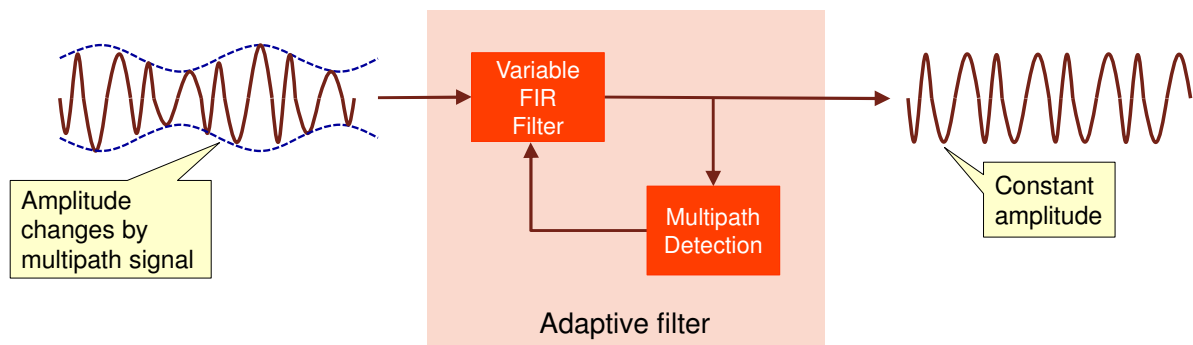 Variable
FIR
Filter
Amplitude
changes by
multipath signal
Multipath
Detection
Constant
amplitude
Adaptive filter